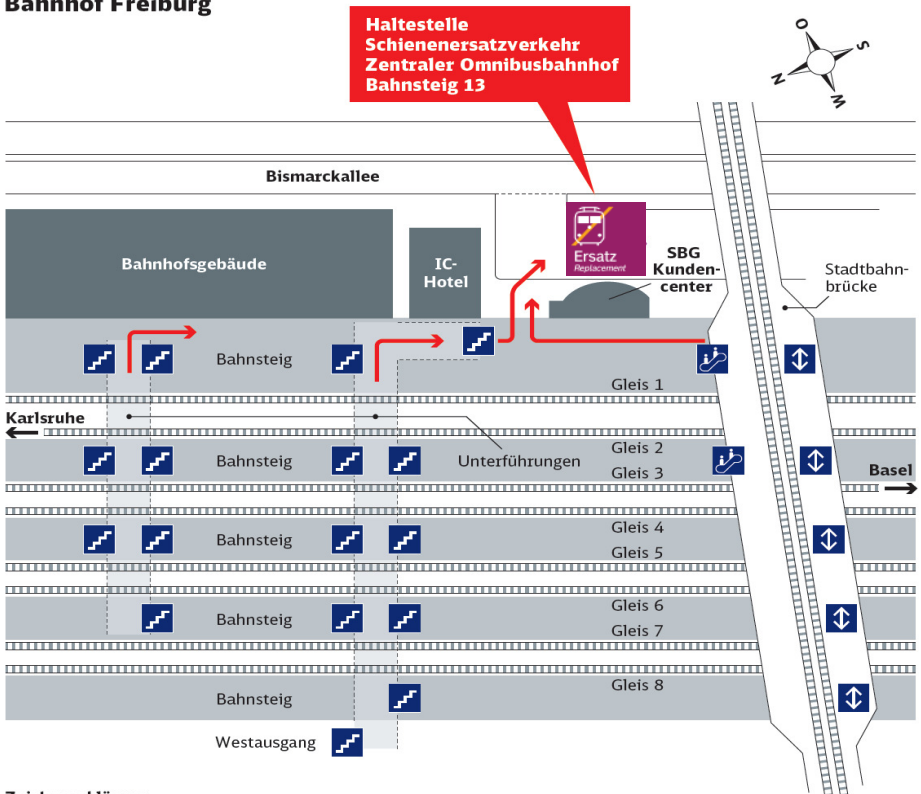 Bahnhof Freiburg
Haltestelle
Schienenersatzverkehr
Zentraler Omnibusbahnhof
Bahnsteig 13
O
S
N
W
Bismarckallee
Bahnhofsgebäude
IC-
Hotel
Ersatz
Replacement
SBG
Kunden-
center
Stadtbahn-
brücke
Bahnsteig
Gleis 1
Karlsruhe
Gleis 2
Bahnsteig
Unterführungen
Gleis 3
Basel
Gleis 4
Bahnsteig
Gleis 5
Gleis 6
Bahnsteig
Gleis 7
Gleis 8
Bahnsteig
Westausgang